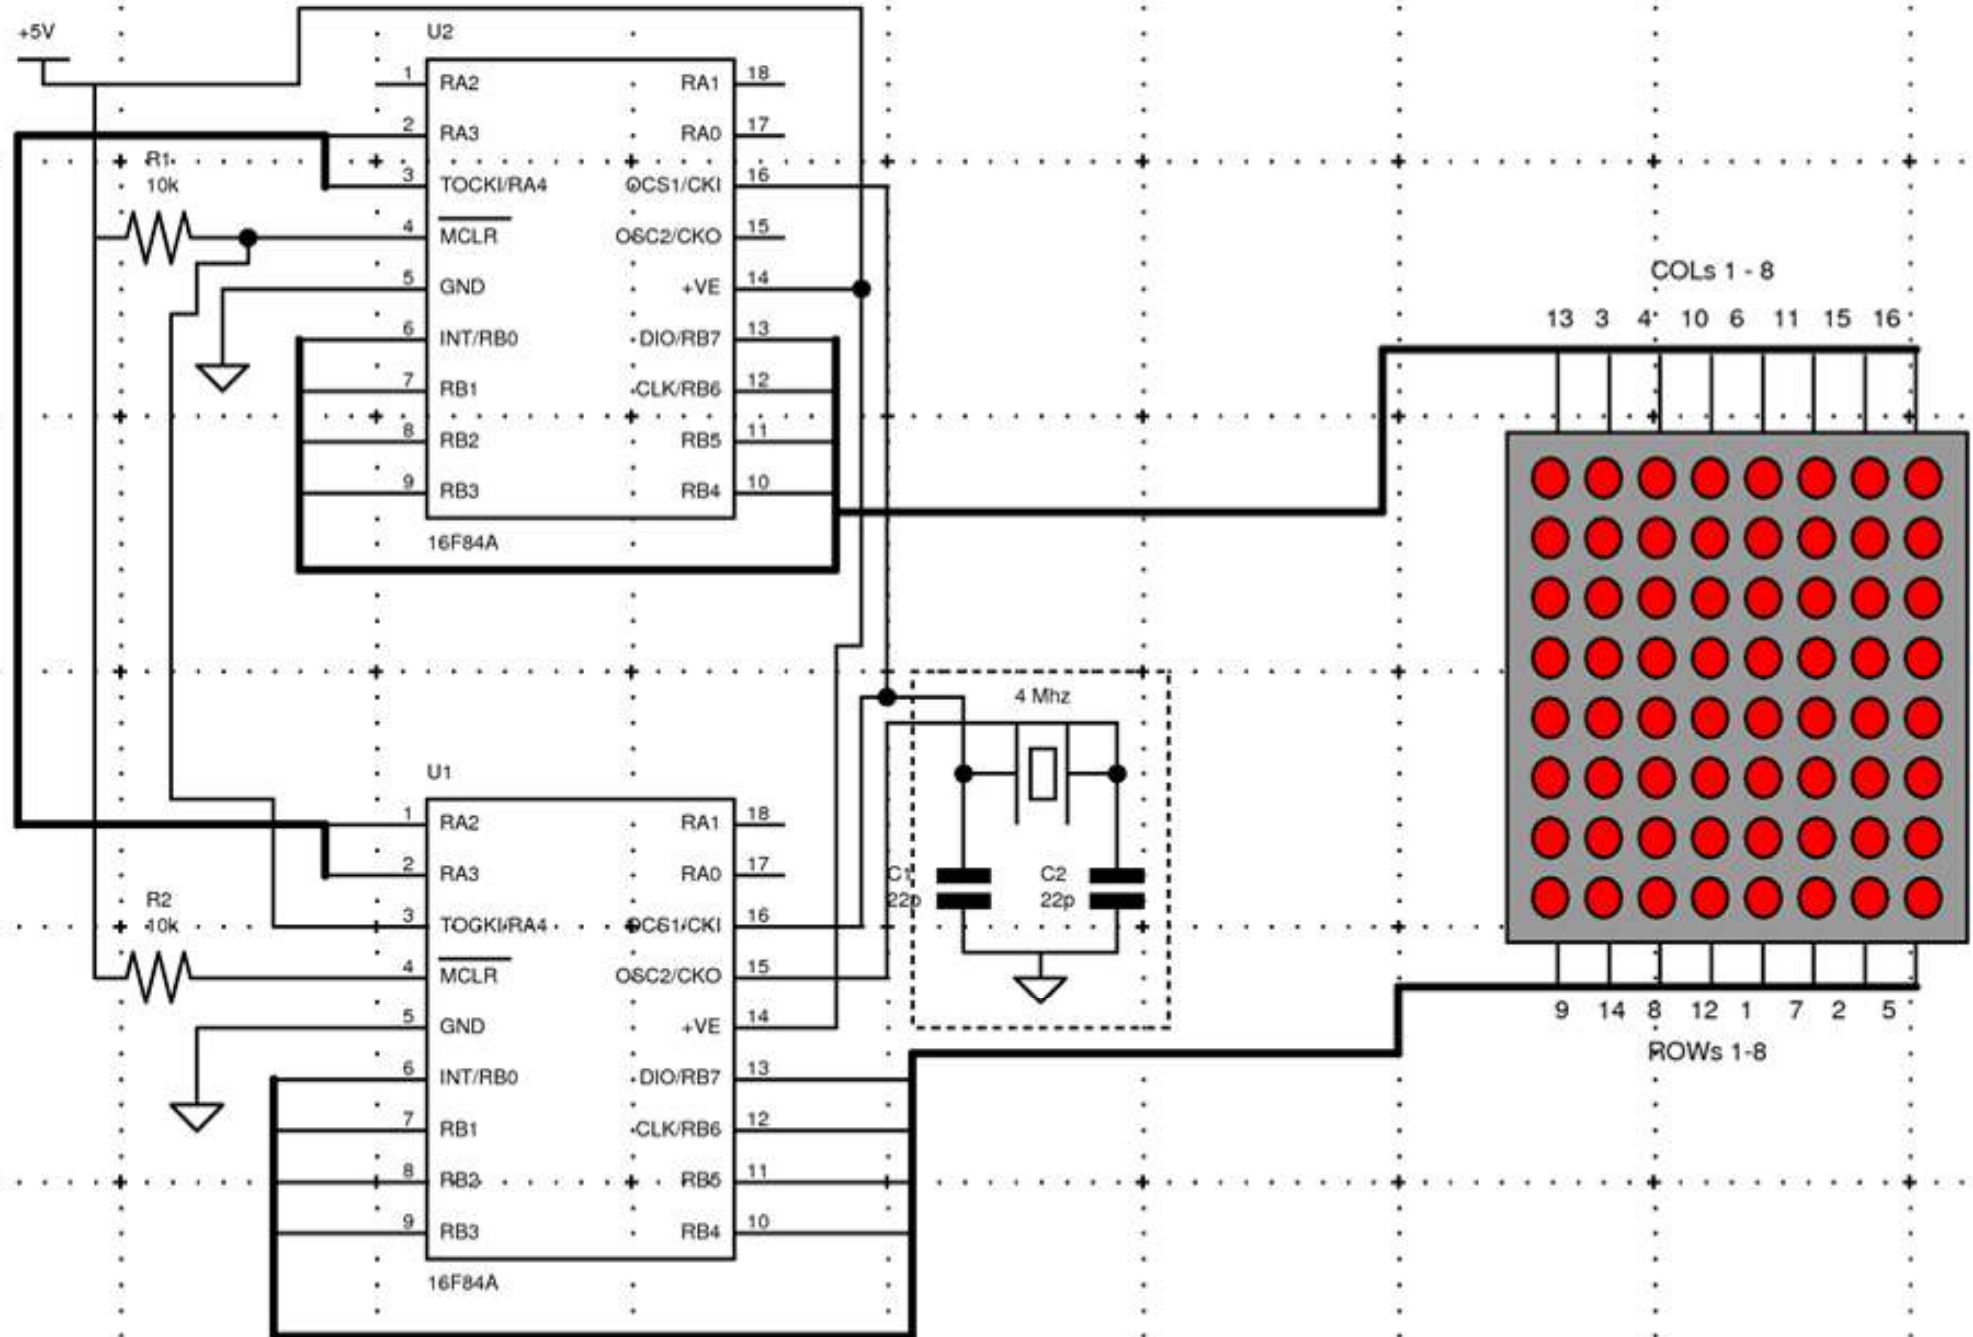 +5V
U2
1 RA2 RA1 18
2 RA3 RA0 17
R1
10k
3 TOCKI/RA4 OCS1/CKI 16
4 MCLR OSC2/CKO 15
5 GND +VE 14
6 INT/RB0 DIO/RB7 13
7 RB1 CLK/RB6 12
8 RB2 RB5 11
9 RB3 RB4 10
16F84A
COLs 1 - 8
13 3 4 10 6 11 15 16
4 Mhz
C1
22p
C2
22p
U1
1 RA2 RA1 18
2 RA3 RA0 17
R2
10k
3 TOCKI/RA4 OCS1/CKI 16
4 MCLR OSC2/CKO 15
5 GND +VE 14
6 INT/RB0 DIO/RB7 13
7 RB1 CLK/RB6 12
8 RB2 RB5 11
9 RB3 RB4 10
16F84A
9 14 8 12 1 7 2 5
ROWs 1-8